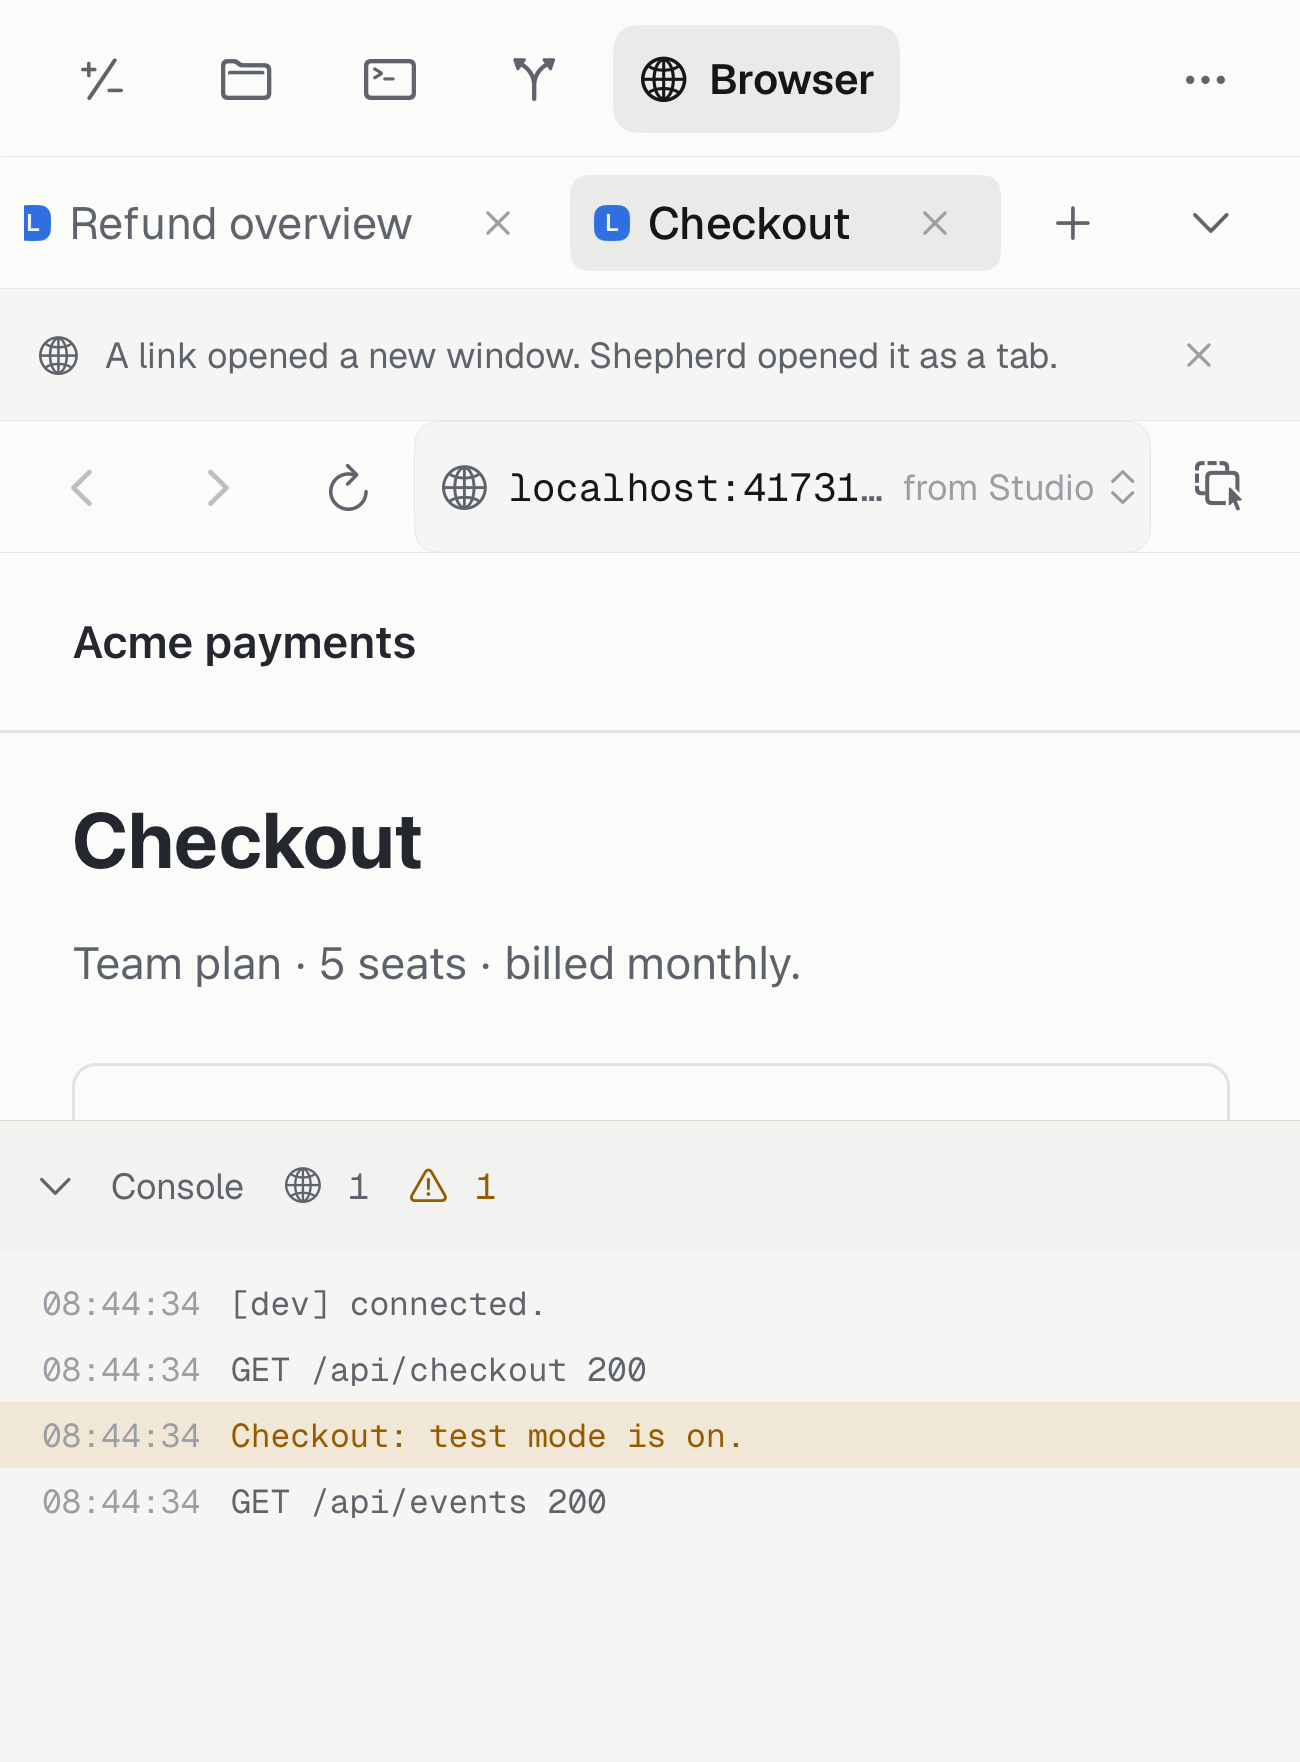 Browser
L Refund overview
L Checkout
A link opened a new window. Shepherd opened it as a tab.
localhost:41731… from Studio
Acme payments
Checkout
Team plan · 5 seats · billed monthly.
Console 1 1
08:44:34 [dev] connected.
08:44:34 GET /api/checkout 200
08:44:34 Checkout: test mode is on.
08:44:34 GET /api/events 200